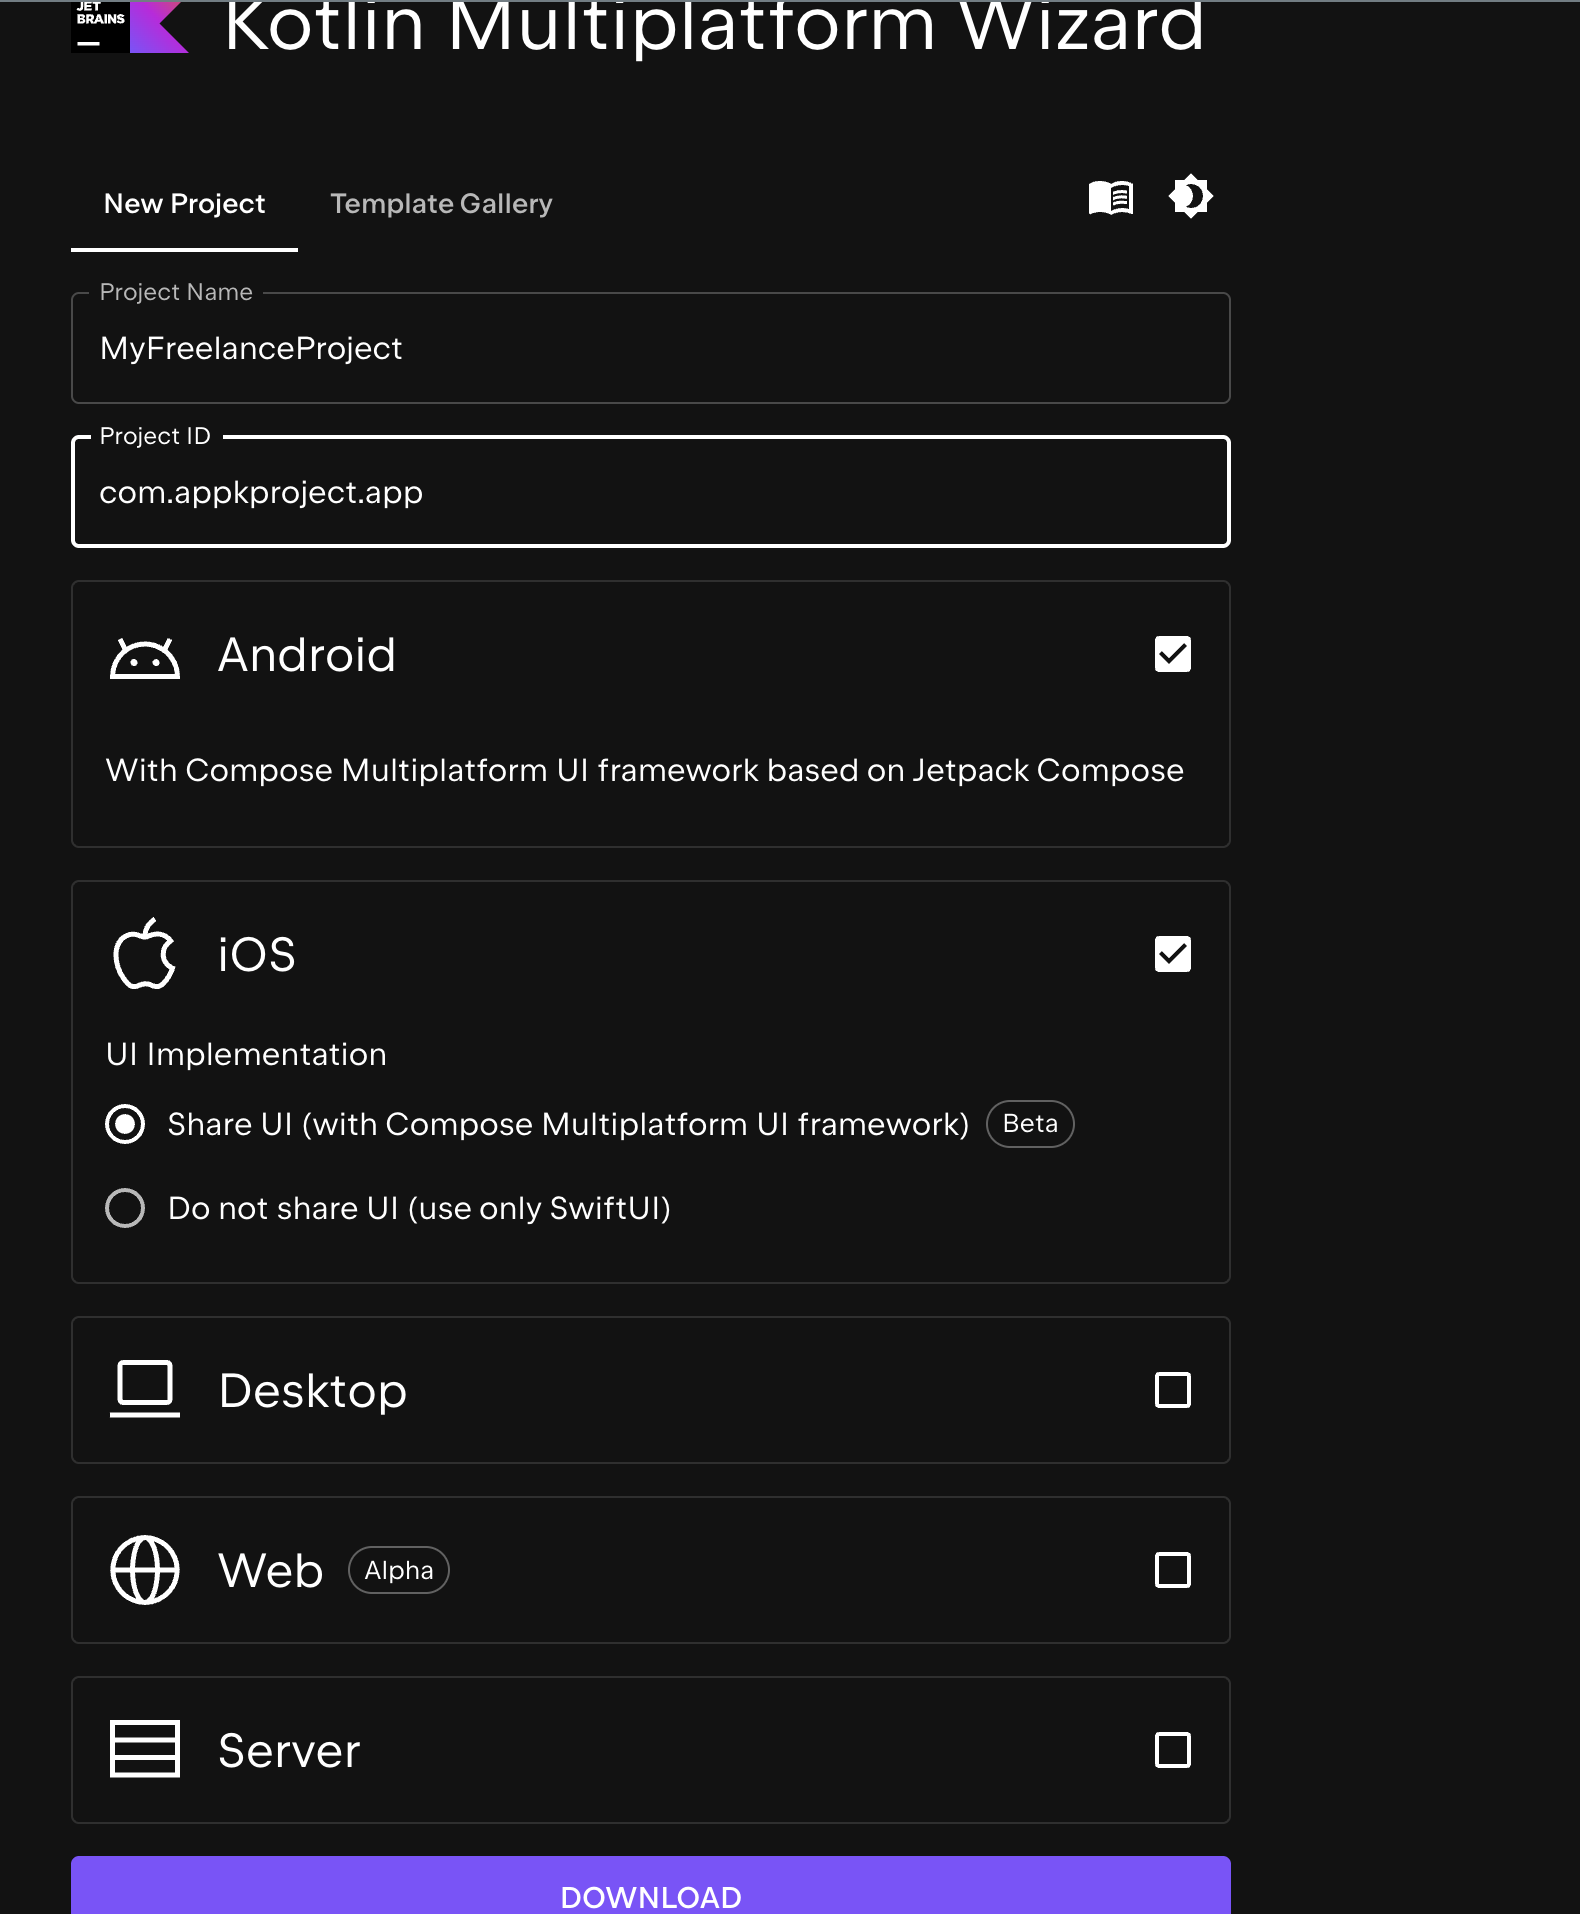 JET
BRAINS
Kotlin Multiplatform Wizard
New Project
Template Gallery
Project Name
MyFreelanceProject
Project ID
com.appkproject.app
Android
With Compose Multiplatform UI framework based on Jetpack Compose
iOS
UI Implementation
Share UI (with Compose Multiplatform UI framework) Beta
Do not share UI (use only SwiftUI)
Desktop
Web Alpha
Server
DOWNLOAD